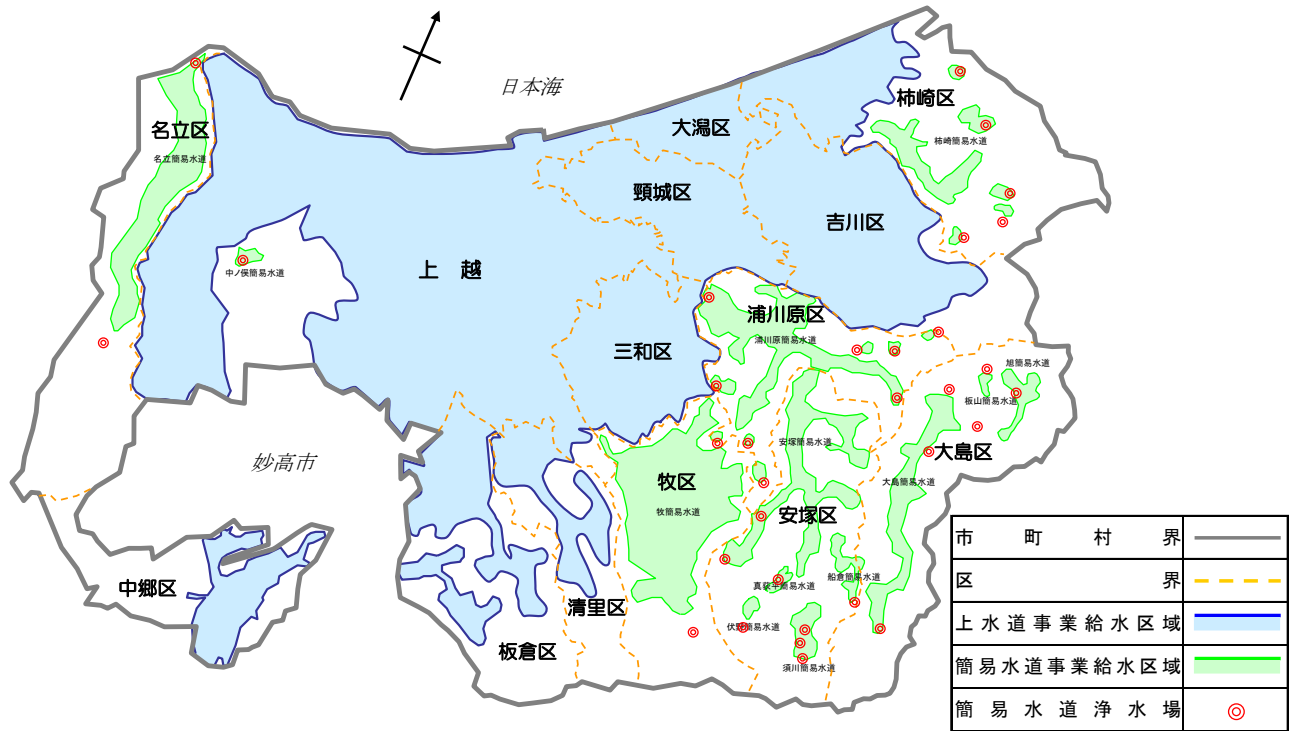 日本海
柿崎区
大潟区
名立区
柿崎簡易水道
名立簡易水道
頸城区
吉川区
上 越
中ノ俣簡易水道
浦川原区
浦川原簡易水道
三和区
旭簡易水道
板山簡易水道
安塚簡易水道
大島区
妙高市
牧区
大島簡易水道
牧簡易水道
安塚区
船倉簡易水道
真荻平簡易水道
中郷区
清里区
伏野簡易水道
板倉区
須川簡易水道
市町村界
区界
上水道事業給水区域
簡易水道事業給水区域
簡易水道浄水場